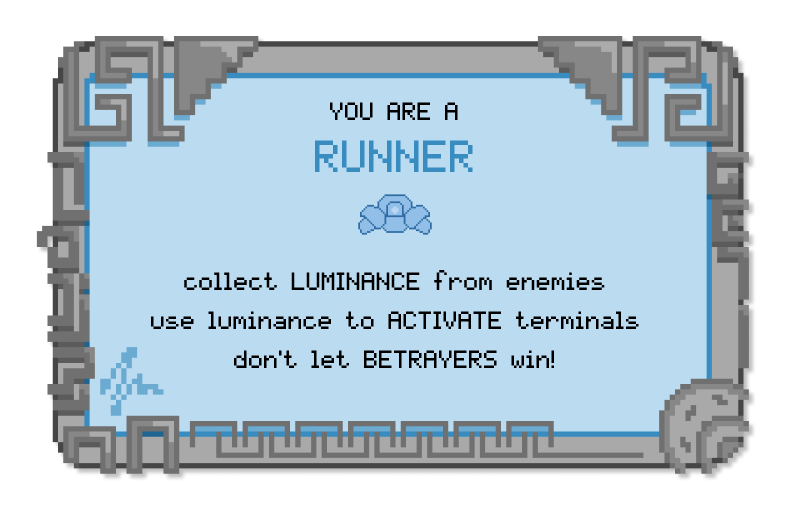 YOU ARE A
RUNNER
collect LUMINANCE from enemies
use luminance to ACTIVATE terminals
don't let BETRAYERS win!